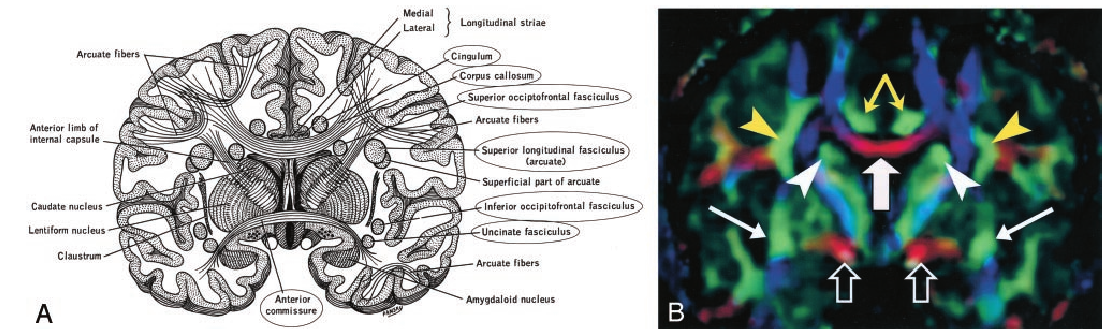 Medial
Lateral
Longitudinal striae
Arcuate fibers
Cingulum
Corpus callosum
Superior occiptofrontal fasciculus
Arcuate fibers
Anterior limb of
internal capsule
Superior longitudinal fasciculus
(arcuate)
Superficial part of arcuate
Caudate nucleus
Inferior occipitofrontal fasciculus
Lentiform nucleus
Uncinate fasciculus
Claustrum
Arcuate fibers
Amygdaloid nucleus
Anterior
commissure
A
B